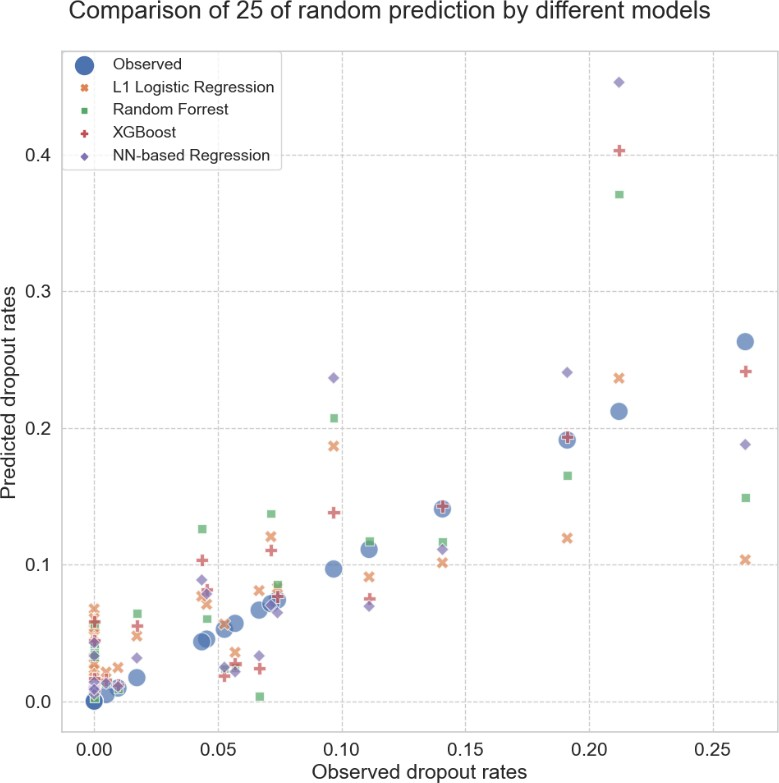 Comparison of 25 of random prediction by different models
Observed
L1 Logistic Regression
Random Forrest
XGBoost
NN-based Regression
Predicted dropout rates
0.4
0.3
0.2
0.1
0.0
0.00 0.05 0.10 0.15 0.20 0.25
Observed dropout rates